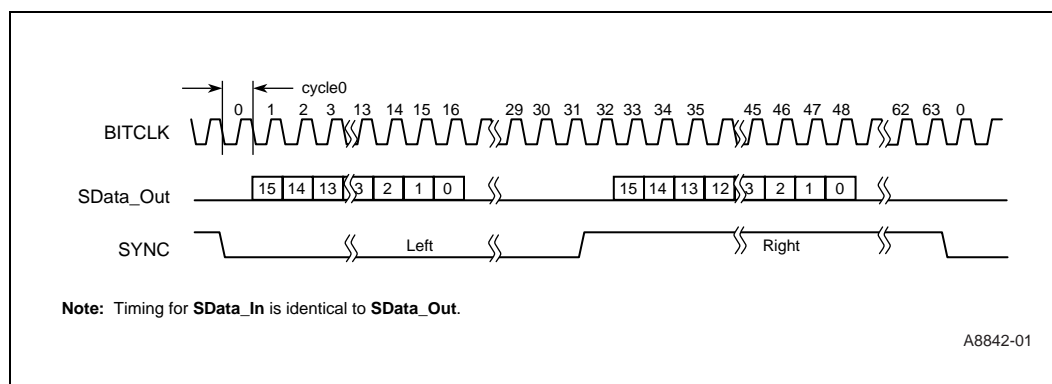 cycle0
0 1 2 3 13 14 15 16 29 30 31 32 33 34 35 45 46 47 48 62 63 0
BITCLK
SData_Out 15 14 13 3 2 1 0 15 14 13 12 3 2 1 0
SYNC Left Right
Note: Timing for SData_In is identical to SData_Out.
A8842-01